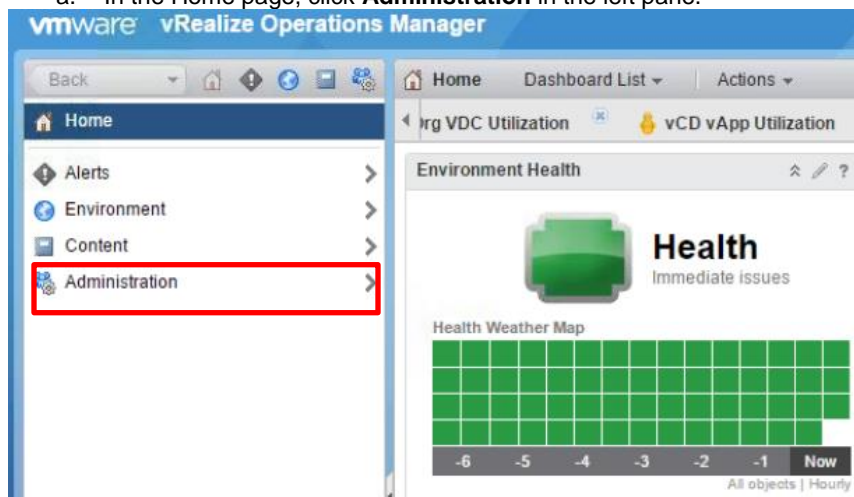 a. In the Home page, click Administration in the left pane.
vmware vRealize Operations Manager
Back
Home Dashboard List Actions
Home
rg VDC Utilization vCD vApp Utilization
Alerts
Environment Health ?
Environment
Content
Health
Administration
Immediate issues
Health Weather Map
-6 -5 -4 -3 -2 -1 Now
All objects | Hourly